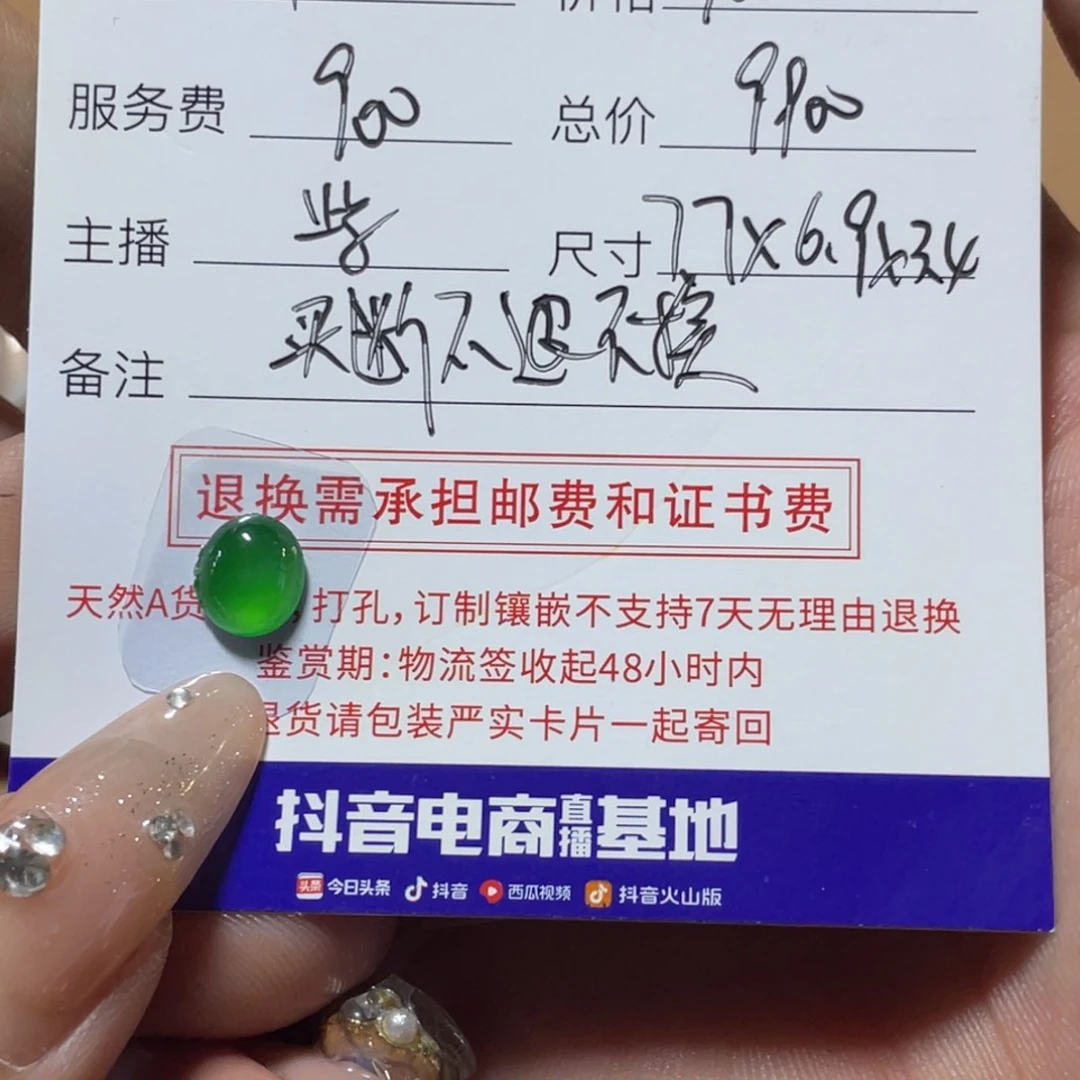 服务费 900 总价 9900
主播 柴 尺寸 7.7x6.9x3.4
备注 买断不退不换
退换需承担邮费和证书费
天然A货 打孔,订制镶嵌不支持7天无理由退换
鉴赏期:物流签收起48小时内
退货请包装严实卡片一起寄回
抖音电商直播基地
头条 今日头条 抖音 西瓜视频 抖音火山版